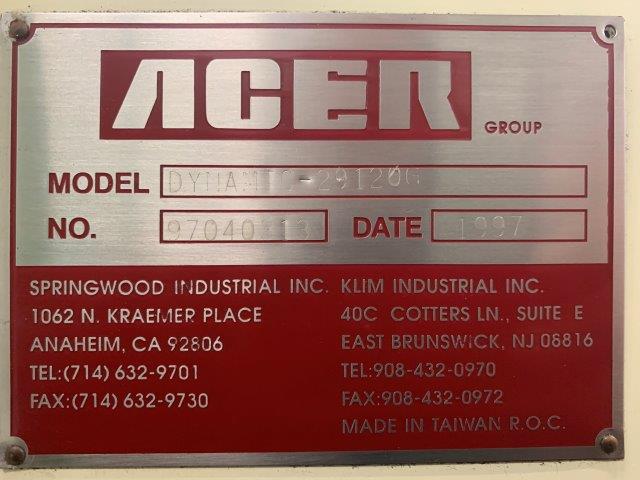 ACER
GROUP
MODEL DYNAMIC-29120G
NO. DATE 1997
SPRINGWOOD INDUSTRIAL INC.
1062 N. KRAEMER PLACE
ANAHEIM, CA 92806
TEL:(714) 632-9701
FAX:(714) 632-9730
KLIM INDUSTRIAL INC.
40C COTTERS LN., SUITE E
EAST BRUNSWICK, NJ 08816
TEL:908-432-0970
FAX:908-432-0972
MADE IN TAIWAN R.O.C.